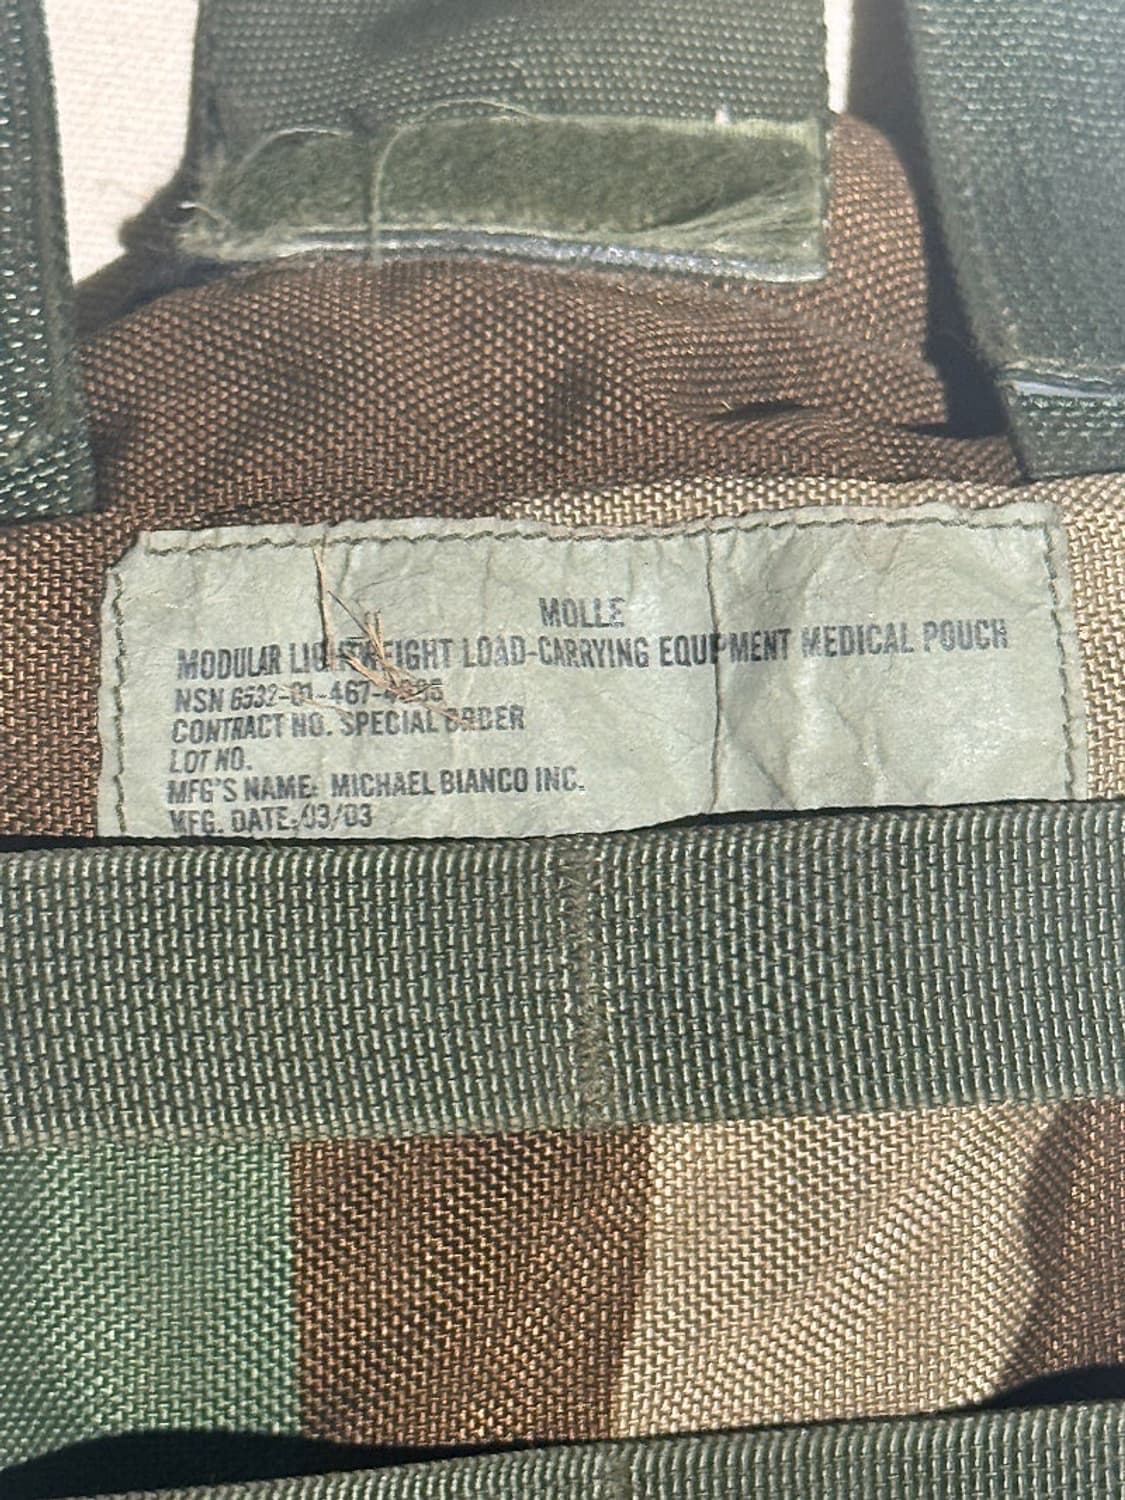 MOLLE
MODULAR LIGHTWEIGHT LOAD-CARRYING EQUIPMENT MEDICAL POUCH
NSN 6532-01-467-
CONTRACT NO. SPECIAL ORDER
LOT NO.
MFG'S NAME: MICHAEL BIANCO INC.
MFG. DATE: 03/03